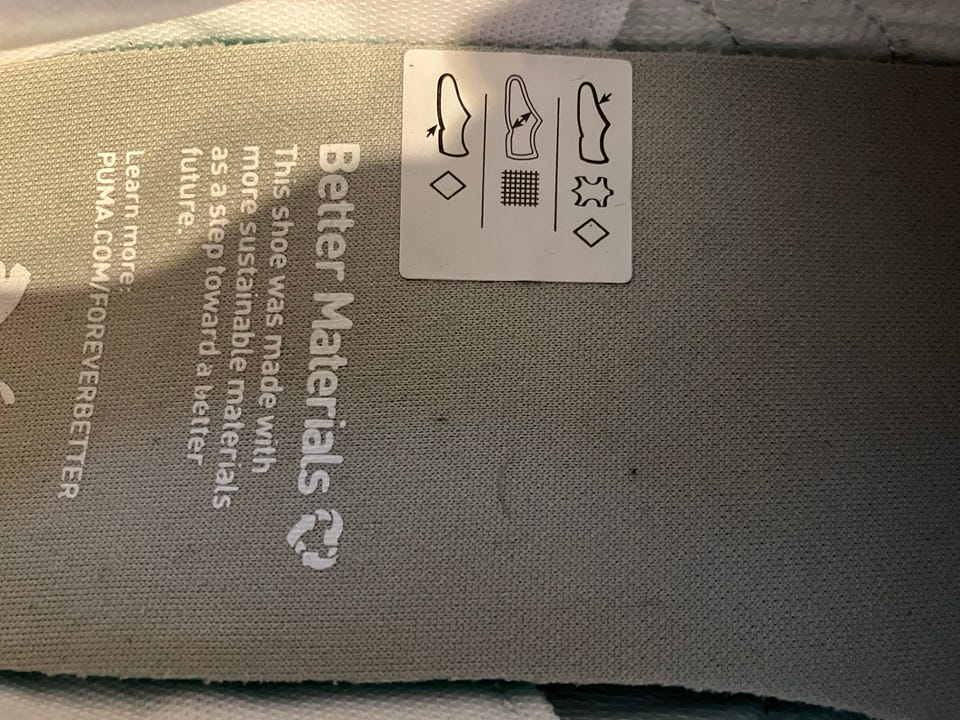 Better Materials
This shoe was made with
more sustainable materials
as a step toward a better
future.
Learn more:
PUMA.COM/FOREVERBETTER